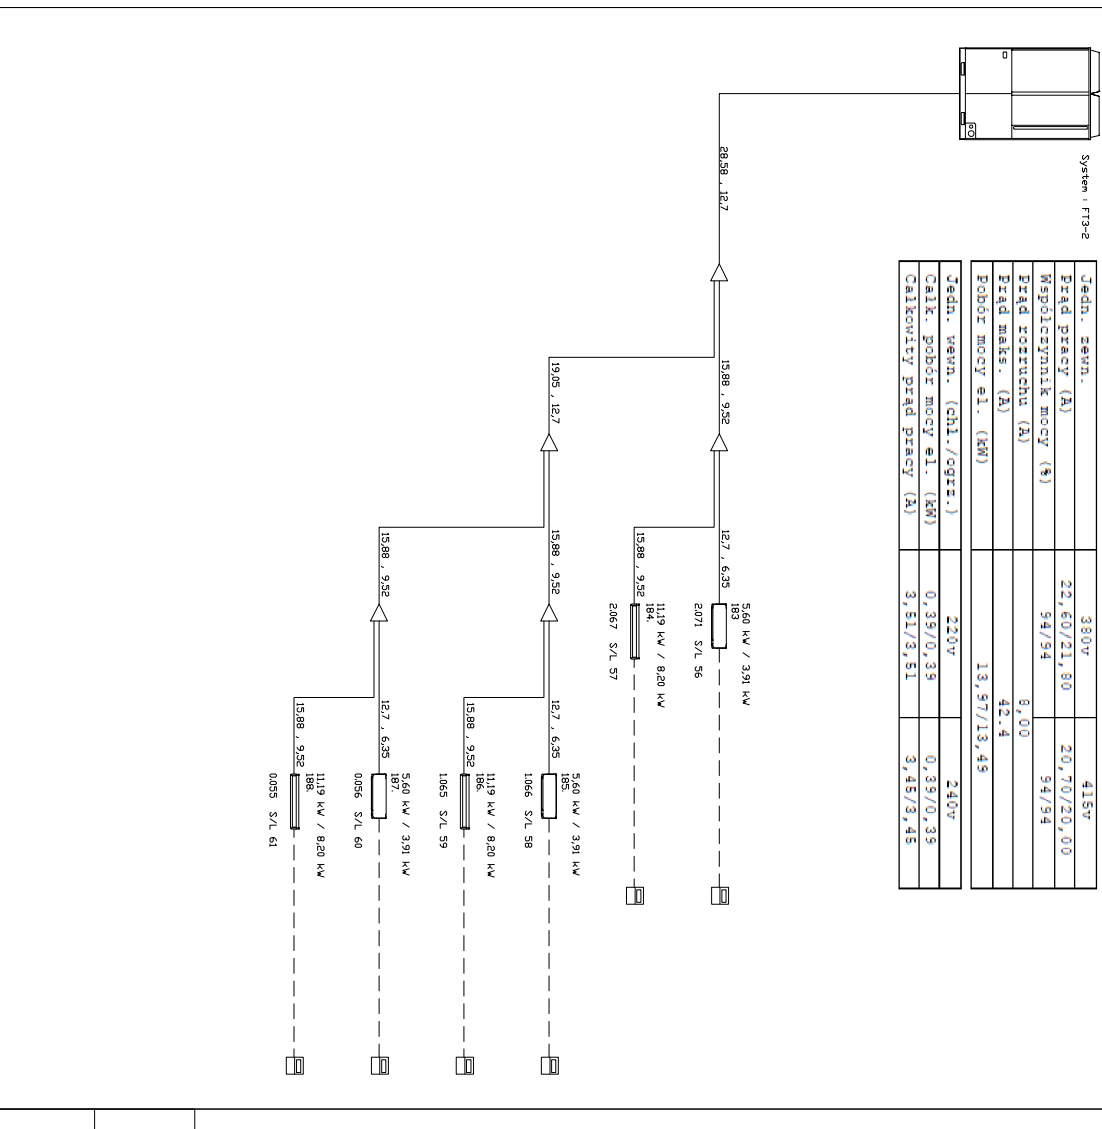 System : FT3-2
Jedn. zewn. 380v 415v
Prąd pracy (A) 22,60/21,80 20,70/20,00
Współczynnik mocy (%) 94/94 94/94
Prąd rozruchu (A) 8,00
Prąd maks. (A) 42.4
Pobór mocy el. (kW) 13,97/13,49
Jedn. wewn. (chl./ogrz.) 220v 240v
Całk. pobór mocy el. (kW) 0,39/0,39 0,39/0,39
Całkowity prąd pracy (A) 3,51/3,51 3,45/3,45
28,58 , 12,7
15,88 , 9,52
12,7 , 6,35
5,60 kW / 3,91 kW
183
2.071 S/L 56
15,88 , 9,52
11,19 kW / 8,20 kW
184.
2.067 S/L 57
19,05 , 12,7
15,88 , 9,52
12,7 , 6,35
5,60 kW / 3,91 kW
185.
1.066 S/L 58
15,88 , 9,52
11,19 kW / 8,20 kW
186.
1.065 S/L 59
15,88 , 9,52
12,7 , 6,35
5,60 kW / 3,91 kW
187.
0.056 S/L 60
15,88 , 9,52
11,19 kW / 8,20 kW
188.
0.055 S/L 61